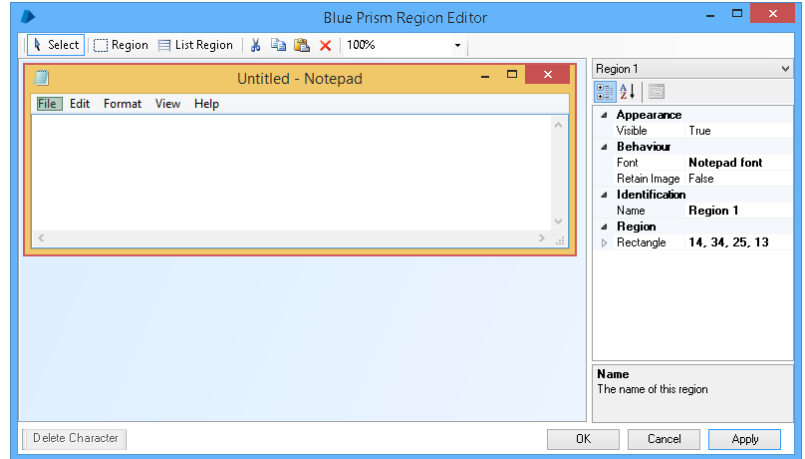 Blue Prism Region Editor
Select Region List Region 100%
Untitled - Notepad
File Edit Format View Help
Region 1
Appearance
Visible True
Behaviour
Font Notepad font
Retain Image False
Identification
Name Region 1
Region
Rectangle 14, 34, 25, 13
Name
The name of this region
Delete Character
OK Cancel Apply